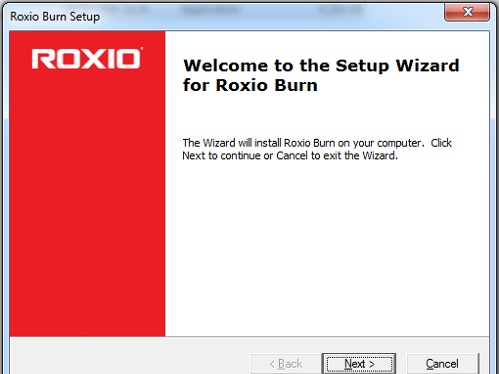 Roxio Burn Setup
ROXIO
Welcome to the Setup Wizard
for Roxio Burn
The Wizard will install Roxio Burn on your computer. Click
Next to continue or Cancel to exit the Wizard.
< Back
Next >
Cancel